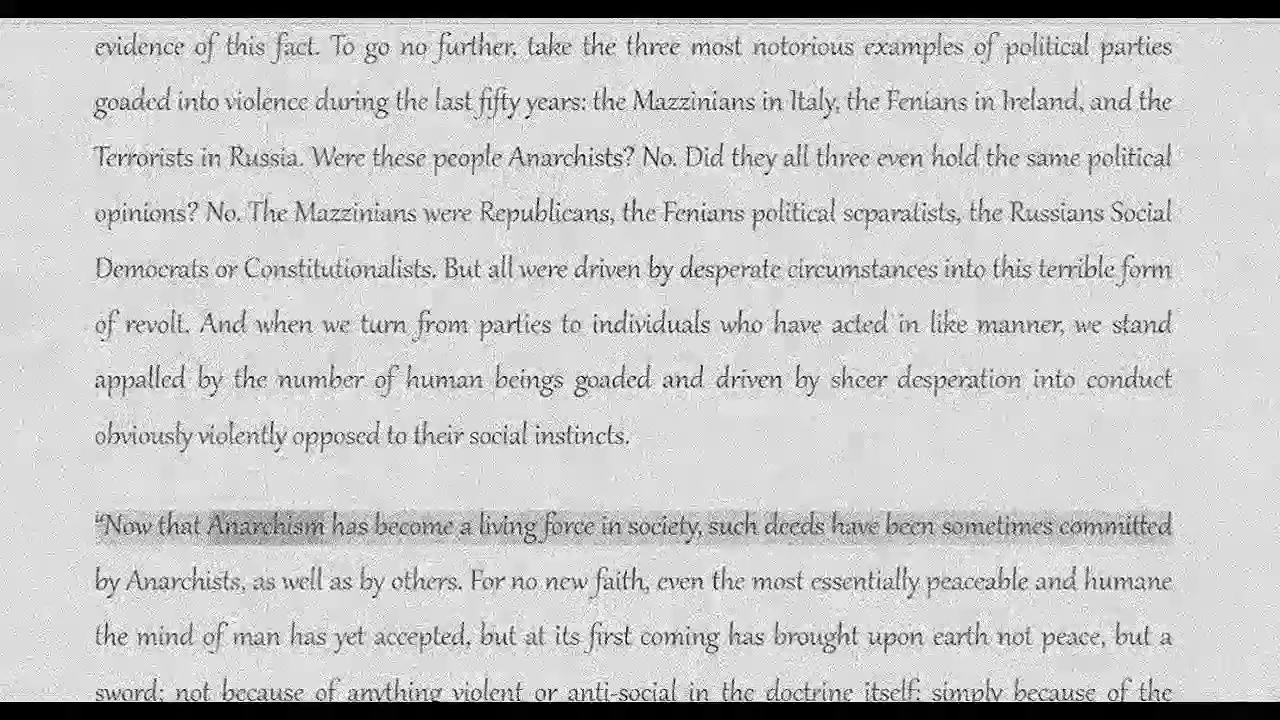 evidence of this fact. To go no further, take the three most notorious examples of political parties
goaded into violence during the last fifty years: the Mazzinians in Italy, the Fenians in Ireland, and the
Terrorists in Russia. Were these people Anarchists? No. Did they all three even hold the same political
opinions? No. The Mazzinians were Republicans, the Fenians political separatists, the Russians Social
Democrats or Constitutionalists. But all were driven by desperate circumstances into this terrible form
of revolt. And when we turn from parties to individuals who have acted in like manner, we stand
appalled by the number of human beings goaded and driven by sheer desperation into conduct
obviously violently opposed to their social instincts.
“Now that Anarchism has become a living force in society, such deeds have been sometimes committed
by Anarchists, as well as by others. For no new faith, even the most essentially peaceable and humane
the mind of man has yet accepted, but at its first coming has brought upon earth not peace, but a
sword; not because of anything violent or anti-social in the doctrine itself; simply because of the